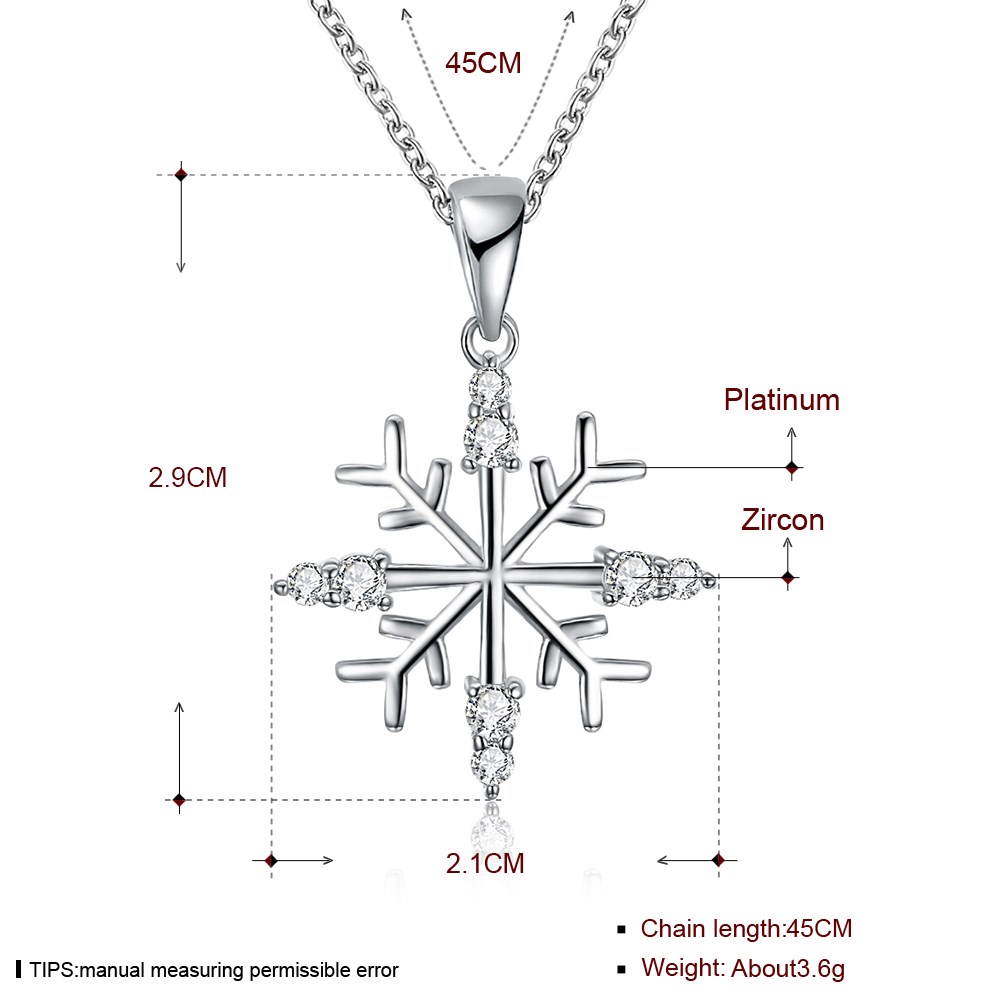 45CM
Platinum
2.9CM
Zircon
2.1CM
Chain length:45CM
Weight: About3.6g
TIPS:manual measuring permissible error